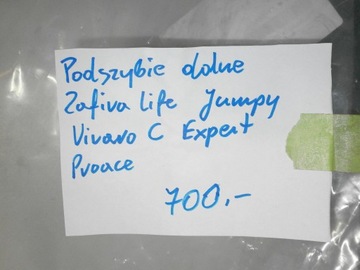 Podszybie dolne
Zafira Life Jumpy
Vivaro C Expert
Proace
700,-